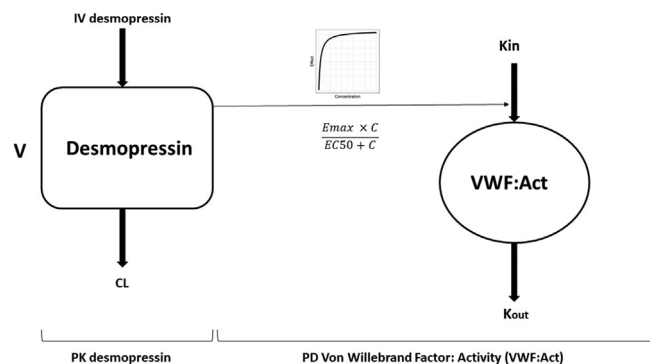 IV desmopressin
Kin
Effect
Concentration
Emax × C
EC50 + C
V
Desmopressin
VWF:Act
CL
Kout
PK desmopressin
PD Von Willebrand Factor: Activity (VWF:Act)